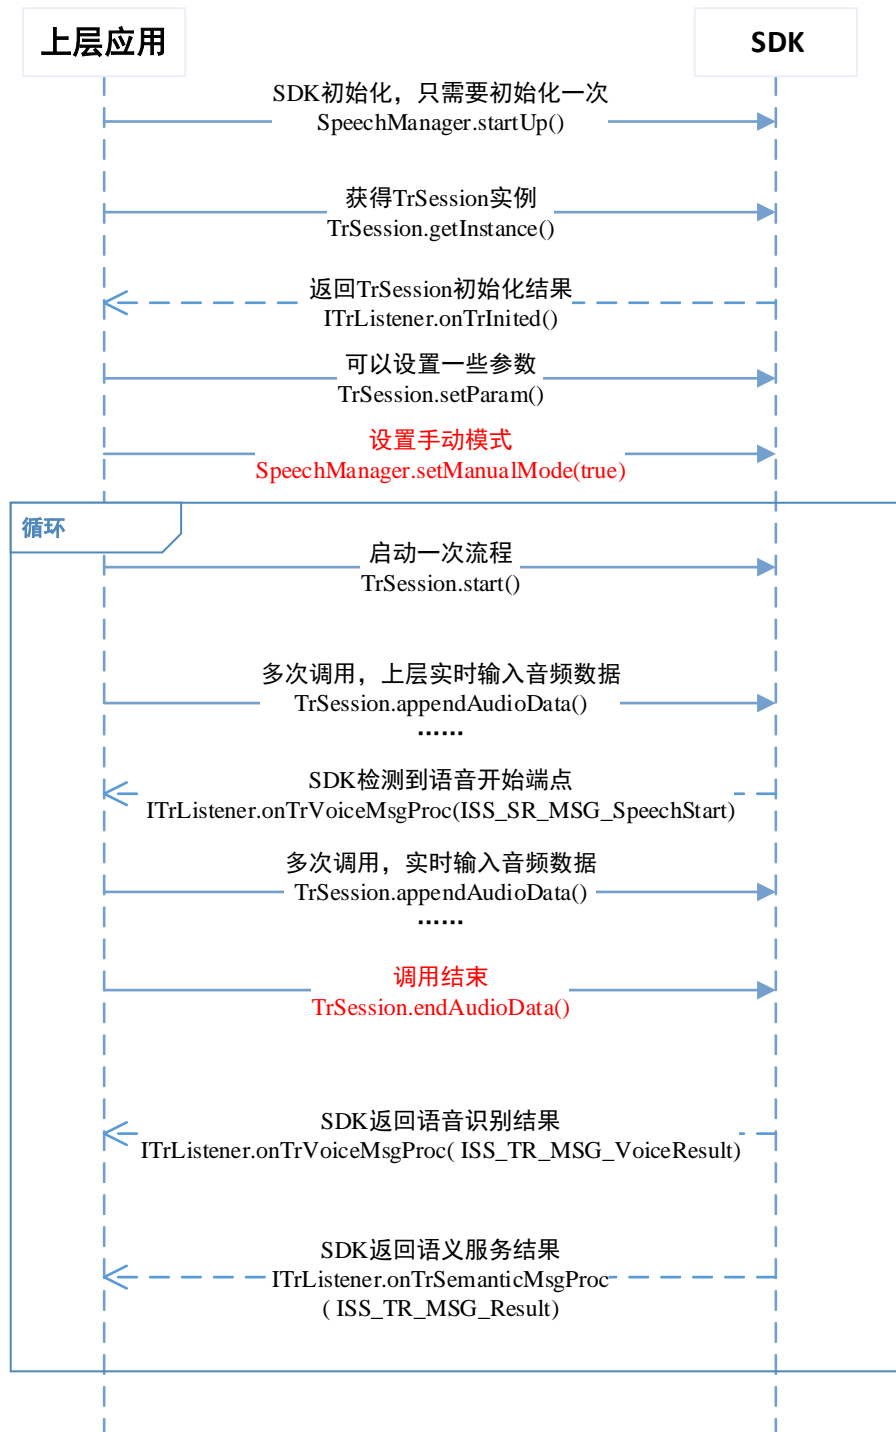 上层应用
SDK
SDK初始化，只需要初始化一次
SpeechManager.startUp()
获得TrSession实例
TrSession.getInstance()
返回TrSession初始化结果
ITrListener.onTrInited()
可以设置一些参数
TrSession.setParam()
设置手动模式
SpeechManager.setManualMode(true)
循环
启动一次流程
TrSession.start()
多次调用，上层实时输入音频数据
TrSession.appendAudioData()
......
SDK检测到语音开始端点
ITrListener.onTrVoiceMsgProc(ISS_SR_MSG_SpeechStart)
多次调用，实时输入音频数据
TrSession.appendAudioData()
......
调用结束
TrSession.endAudioData()
SDK返回语音识别结果
ITrListener.onTrVoiceMsgProc( ISS_TR_MSG_VoiceResult)
SDK返回语义服务结果
ITrListener.onTrSemanticMsgProc
( ISS_TR_MSG_Result)